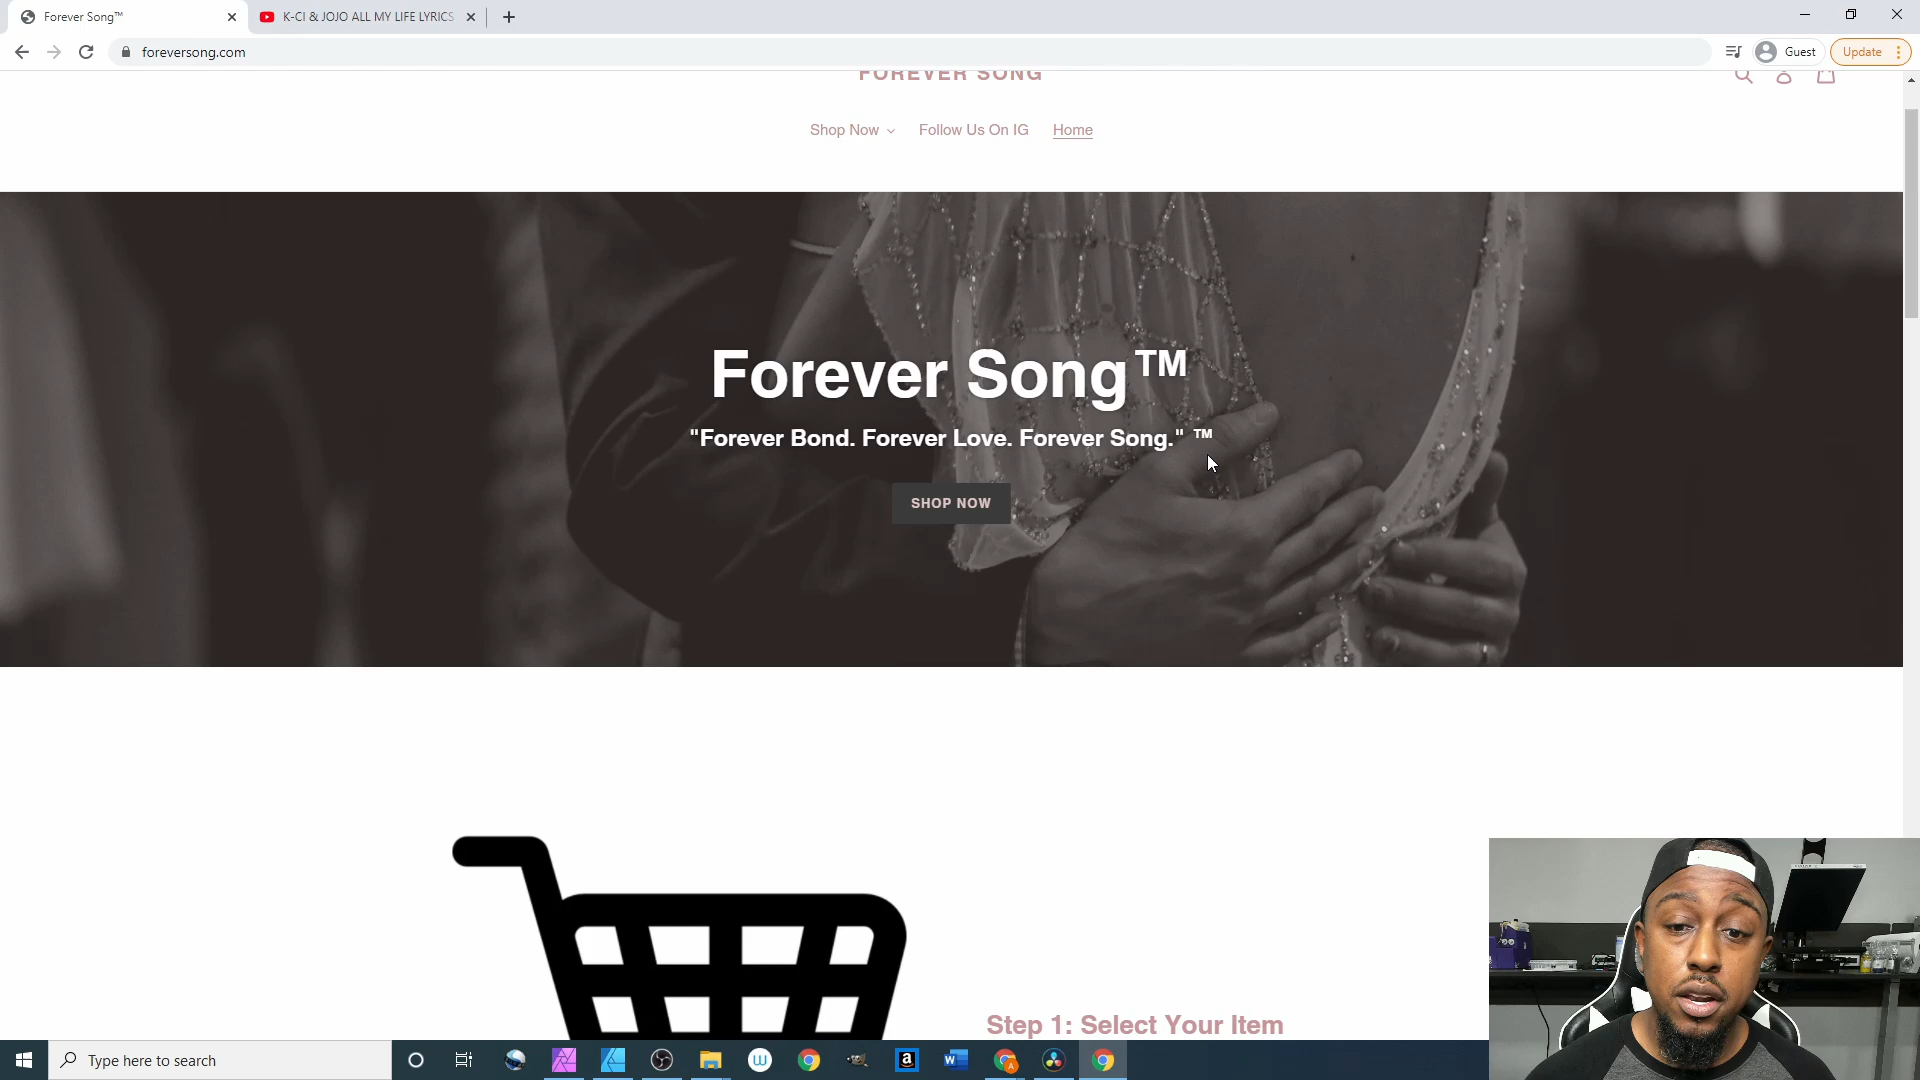 Forever Song™
K-CI & JOJO ALL MY LIFE LYRICS
foreversong.com
Guest
Update
FOREVER SONG
Shop Now
Follow Us On IG
Home
Forever Song™
"Forever Bond. Forever Love. Forever Song." ™
SHOP NOW
Step 1: Select Your Item
Type here to search